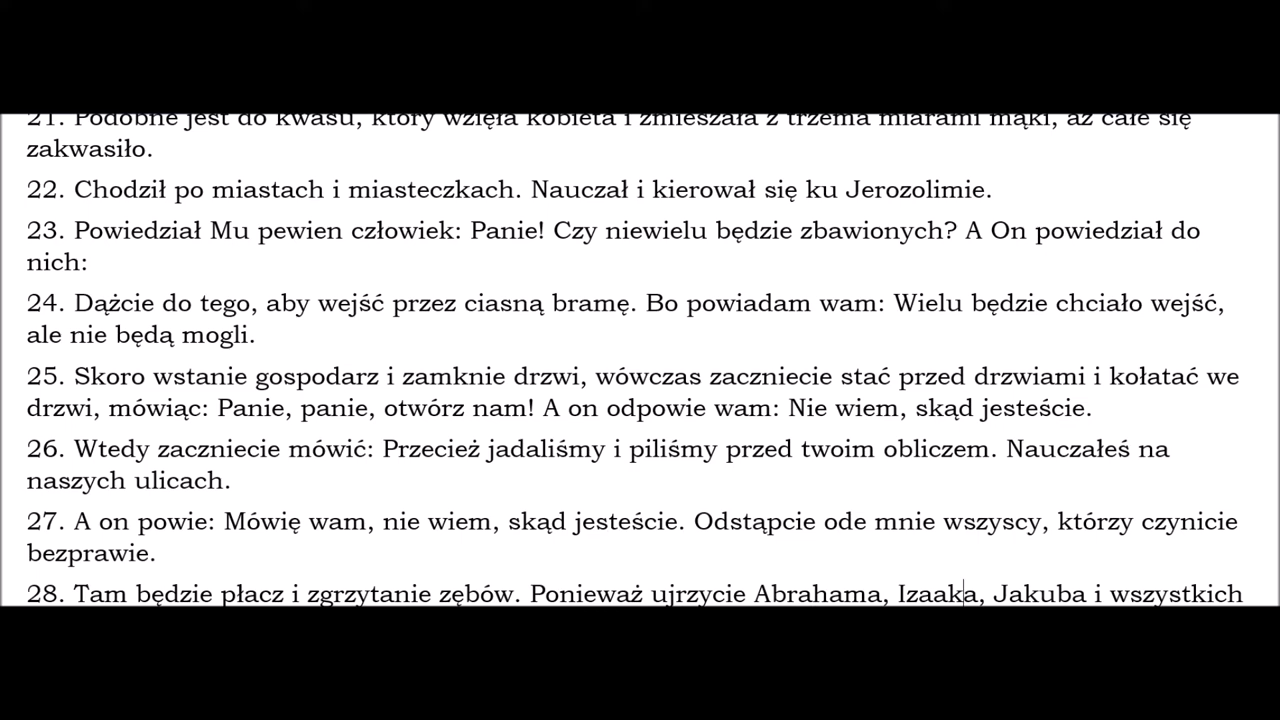 21. Podobne jest do kwasu, który wzięła kobieta i zmieszała z trzema miarami mąki, aż całe się
zakwasiło.
22. Chodził po miastach i miasteczkach. Nauczał i kierował się ku Jerozolimie.
23. Powiedział Mu pewien człowiek: Panie! Czy niewielu będzie zbawionych? A On powiedział do
nich:
24. Dążcie do tego, aby wejść przez ciasną bramę. Bo powiadam wam: Wielu będzie chciało wejść,
ale nie będą mogli.
25. Skoro wstanie gospodarz i zamknie drzwi, wówczas zaczniecie stać przed drzwiami i kołatać we
drzwi, mówiąc: Panie, panie, otwórz nam! A on odpowie wam: Nie wiem, skąd jesteście.
26. Wtedy zaczniecie mówić: Przecież jadaliśmy i piliśmy przed twoim obliczem. Nauczałeś na
naszych ulicach.
27. A on powie: Mówię wam, nie wiem, skąd jesteście. Odstąpcie ode mnie wszyscy, którzy czynicie
bezprawie.
28. Tam będzie płacz i zgrzytanie zębów. Ponieważ ujrzycie Abrahama, Izaaka, Jakuba i wszystkich